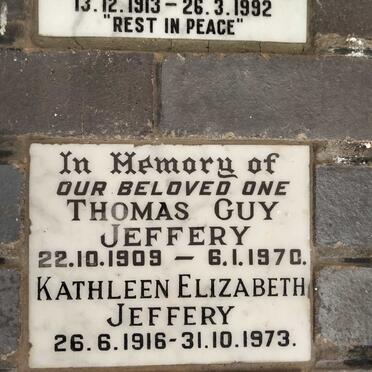 13.12.1913 – 26.3.1992
"REST IN PEACE"
In Memory of
OUR BELOVED ONE
THOMAS GUY
JEFFERY
22.10.1909 – 6.1.1970.
KATHLEEN ELIZABETH
JEFFERY
26.6.1916-31.10.1973.